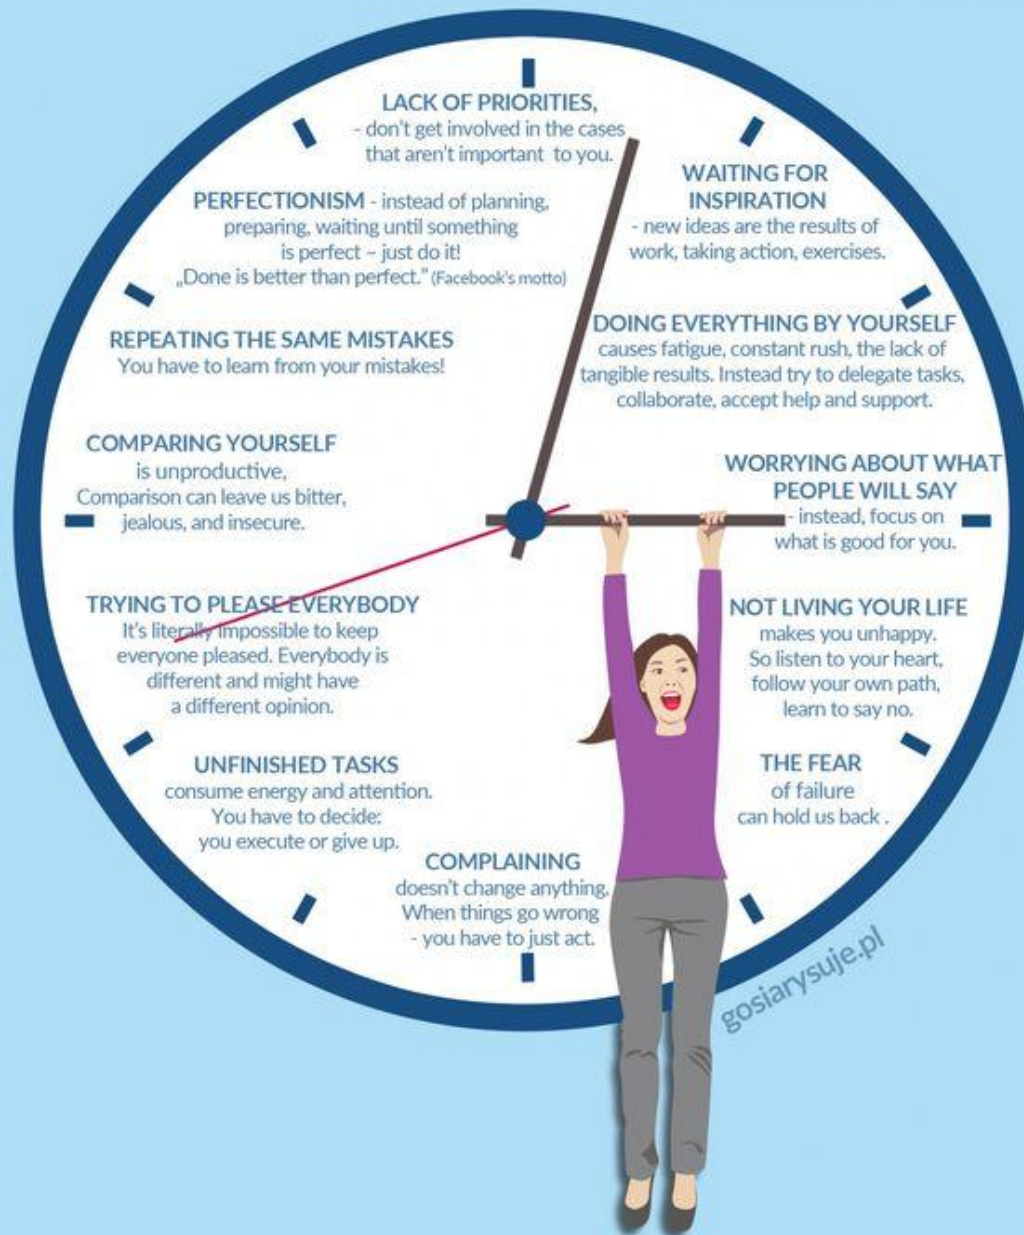 LACK OF PRIORITIES,
- don't get involved in the cases
that aren't important to you.
WAITING FOR
INSPIRATION
- new ideas are the results of
work, taking action, exercises.
PERFECTIONISM - instead of planning,
preparing, waiting until something
is perfect – just do it!
„Done is better than perfect.” (Facebook's motto)
DOING EVERYTHING BY YOURSELF
causes fatigue, constant rush, the lack of
tangible results. Instead try to delegate tasks,
collaborate, accept help and support.
REPEATING THE SAME MISTAKES
You have to learn from your mistakes!
COMPARING YOURSELF
is unproductive,
Comparison can leave us bitter,
jealous, and insecure.
WORRYING ABOUT WHAT
PEOPLE WILL SAY
- instead, focus on
what is good for you.
TRYING TO PLEASE EVERYBODY
It's literally impossible to keep
everyone pleased. Everybody is
different and might have
a different opinion.
NOT LIVING YOUR LIFE
makes you unhappy.
So listen to your heart,
follow your own path,
learn to say no.
UNFINISHED TASKS
consume energy and attention.
You have to decide:
you execute or give up.
THE FEAR
of failure
can hold us back .
COMPLAINING
doesn't change anything.
When things go wrong
- you have to just act.
gosiarysuje.pl